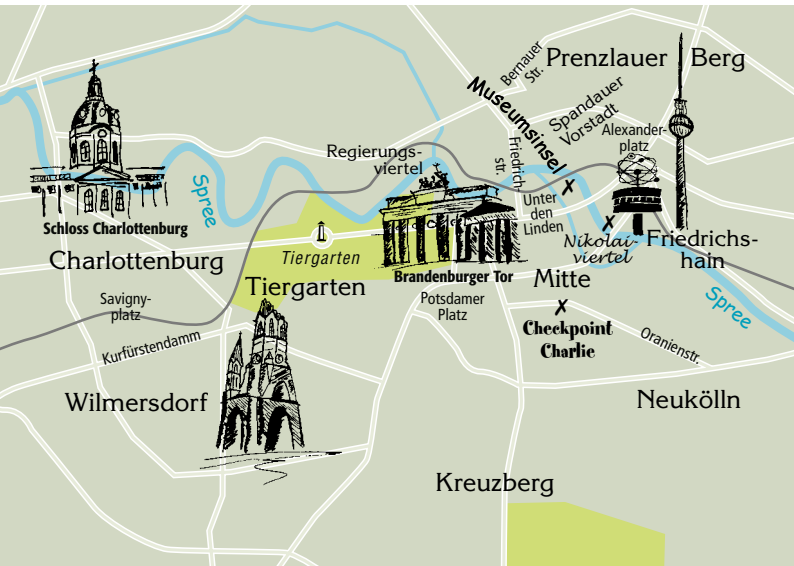 Prenzlauer Berg
Bernauer
Str.
Museumsinsel
Spandauer
Vorstadt
Alexander-
platz
Regierungs-
viertel
Friedrich
str.
Spree
Schloss Charlottenburg
Unter
den
Linden
Nikolai-
viertel
Friedrichs-
hain
Charlottenburg
Tiergarten
Tiergarten
Brandenburger Tor
Mitte
Savigny-
platz
Potsdamer
Platz
Spree
Checkpoint
Charlie
Kurfürstendamm
Oranienstr.
Wilmersdorf
Neukölln
Kreuzberg